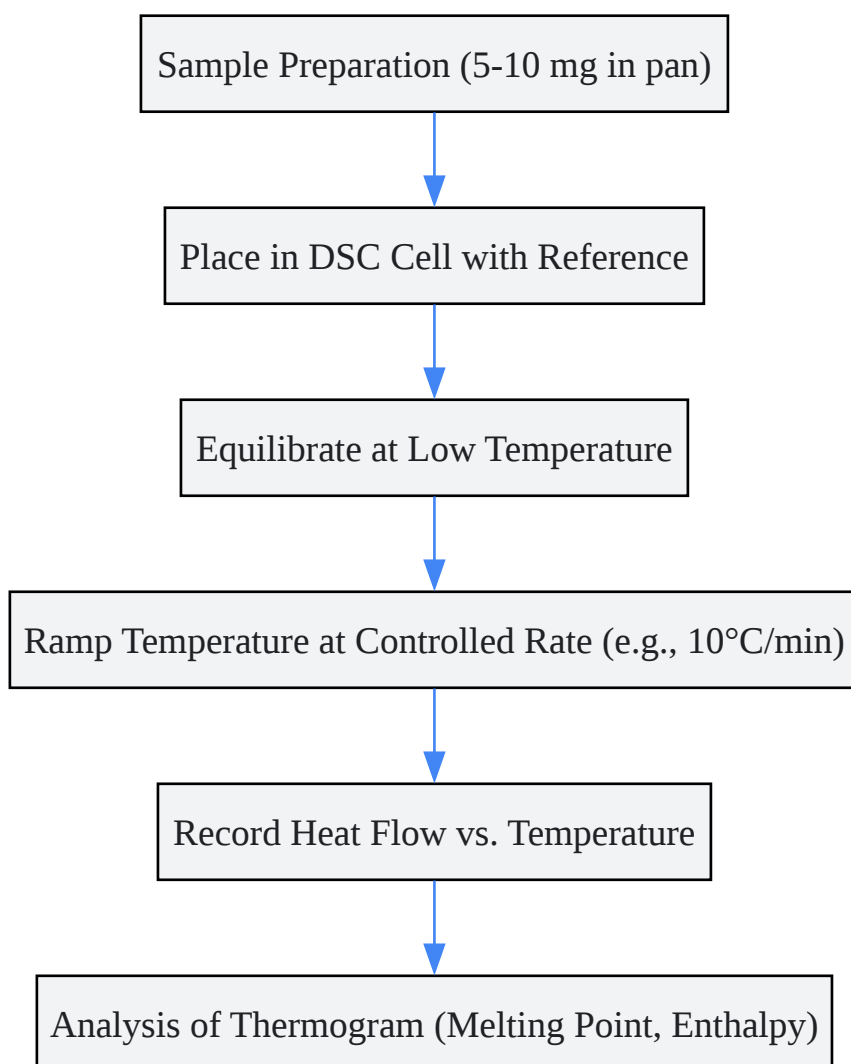 Sample Preparation (5-10 mg in pan)
Place in DSC Cell with Reference
Equilibrate at Low Temperature
Ramp Temperature at Controlled Rate (e.g., 10°C/min)
Record Heat Flow vs. Temperature
Analysis of Thermogram (Melting Point, Enthalpy)